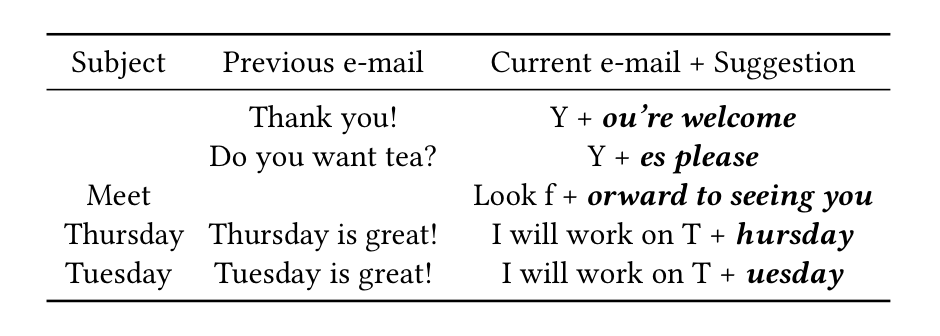 Subject Previous e-mail Current e-mail + Suggestion
Thank you! Y + ou’re welcome
Do you want tea? Y + es please
Meet Look f + orward to seeing you
Thursday Thursday is great! I will work on T + hursday
Tuesday Tuesday is great! I will work on T + uesday